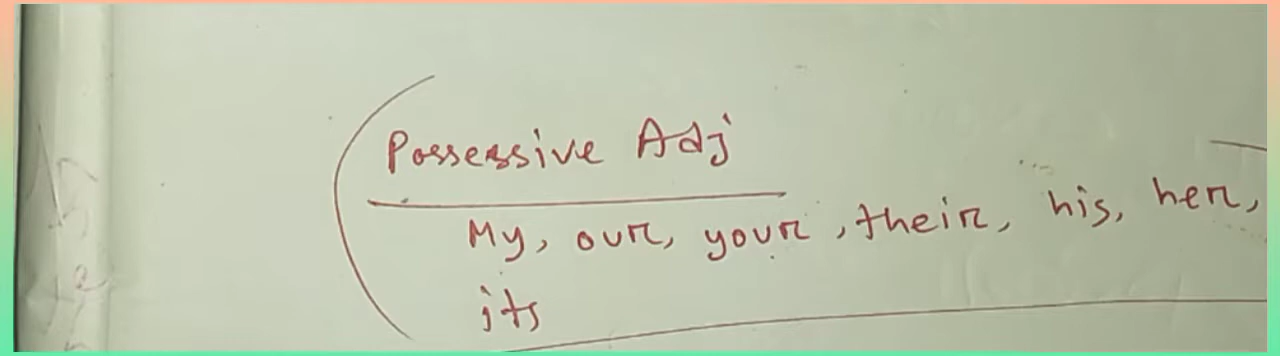 Possessive Adj
My, our, your, their, his, her,
its